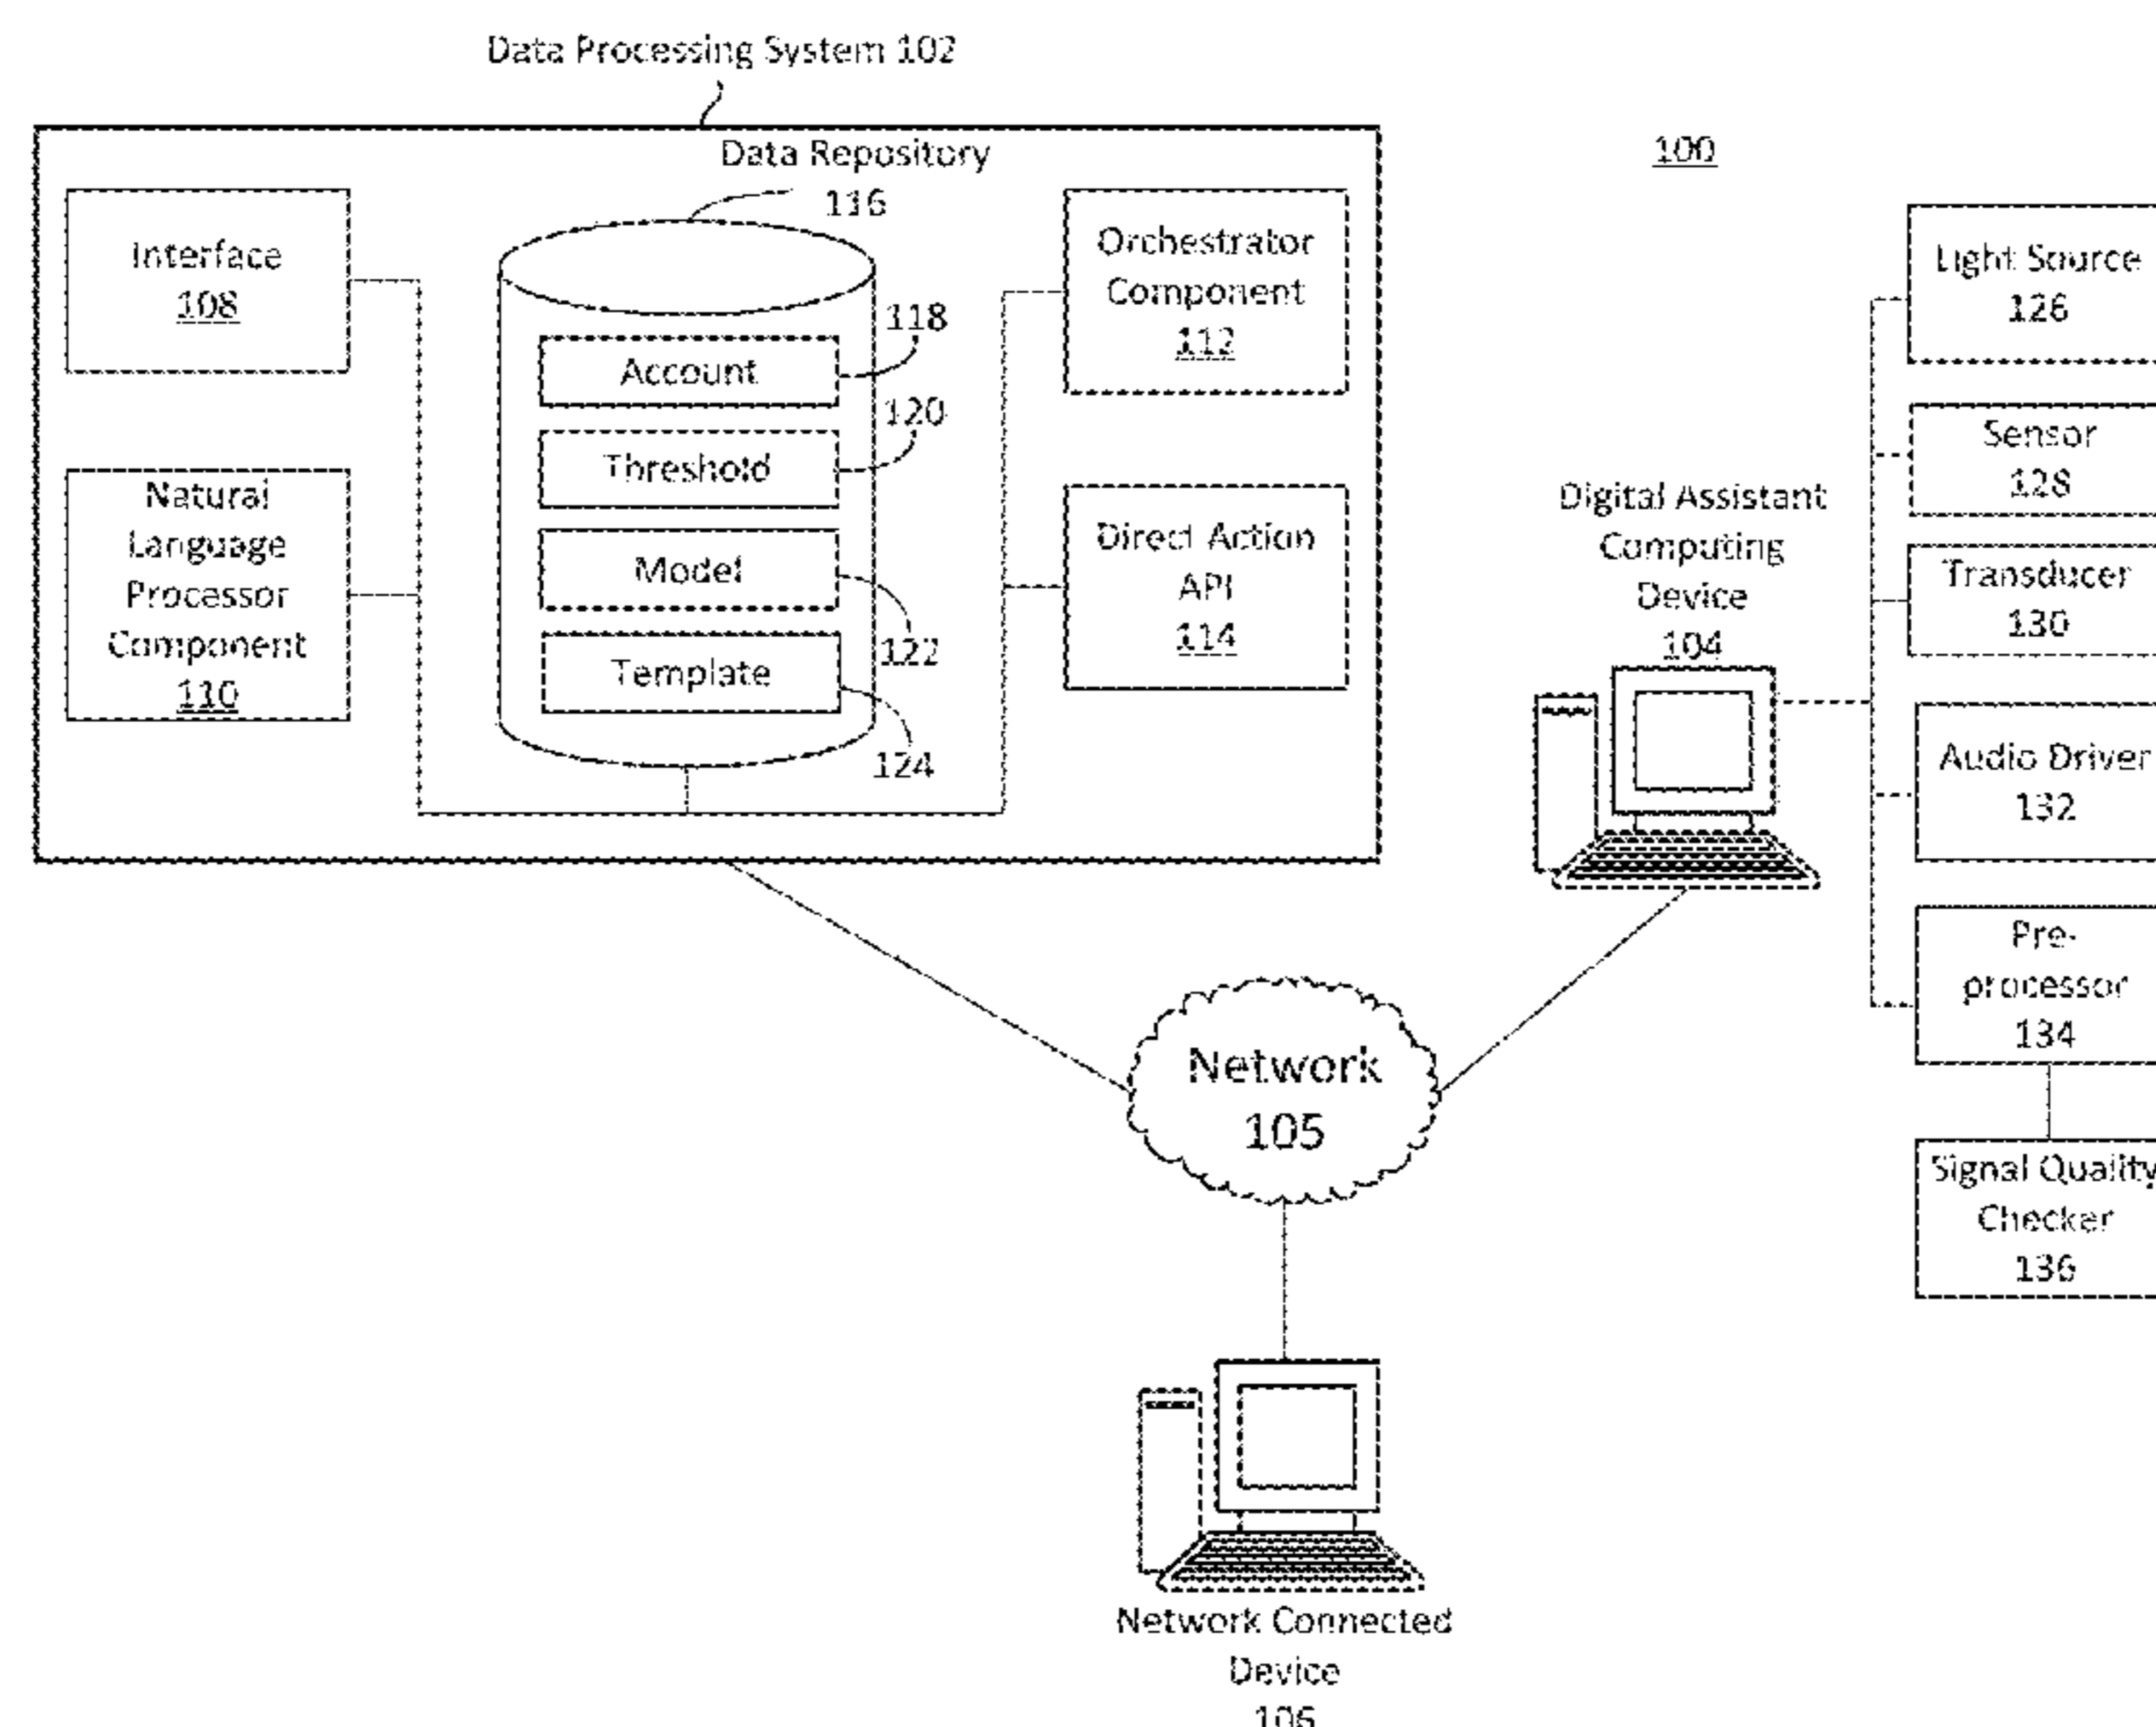 Data Processing System 102
100
Data Repository
116
Interface
108
Natural
Language
Processor
Component
110
Account
118
Threshold
120
Model
122
Template
124
Orchestrator
Component
112
Direct Action
API
114
Digital Assistant
Computing
Device
104
Light Source
126
Sensor
128
Transducer
130
Audio Driver
132
Pre-
processor
134
Signal Quality
Checker
136
Network
105
Network Connected
Device
106